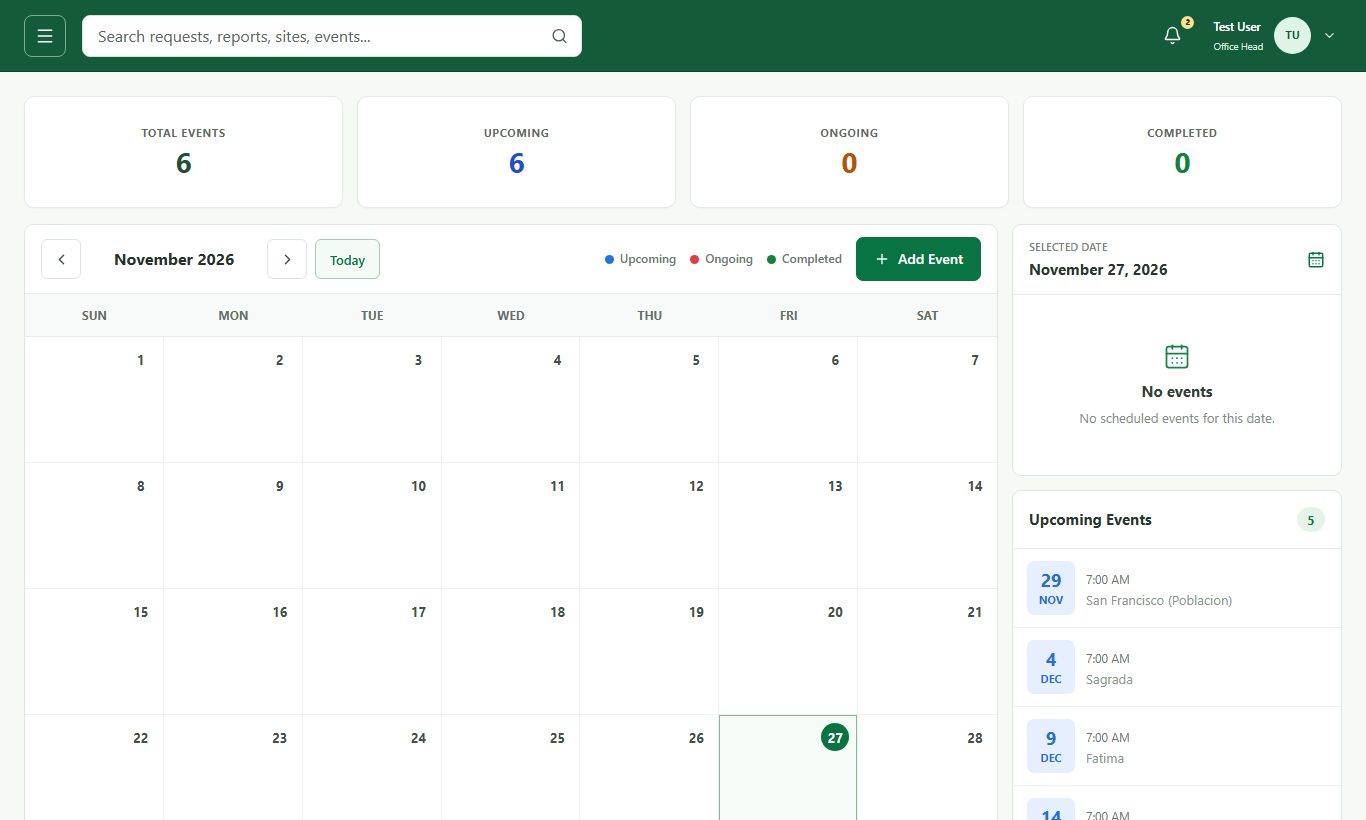 Search requests, reports, sites, events...
2
Test User
Office Head
TU
TOTAL EVENTS
6
UPCOMING
6
ONGOING
0
COMPLETED
0
November 2026
Today
Upcoming
Ongoing
Completed
+ Add Event
SUN MON TUE WED THU FRI SAT
1 2 3 4 5 6 7
8 9 10 11 12 13 14
15 16 17 18 19 20 21
22 23 24 25 26 27 28
SELECTED DATE
November 27, 2026
No events
No scheduled events for this date.
Upcoming Events
5
29
NOV
7:00 AM
San Francisco (Poblacion)
4
DEC
7:00 AM
Sagrada
9
DEC
7:00 AM
Fatima
14
7:00 AM